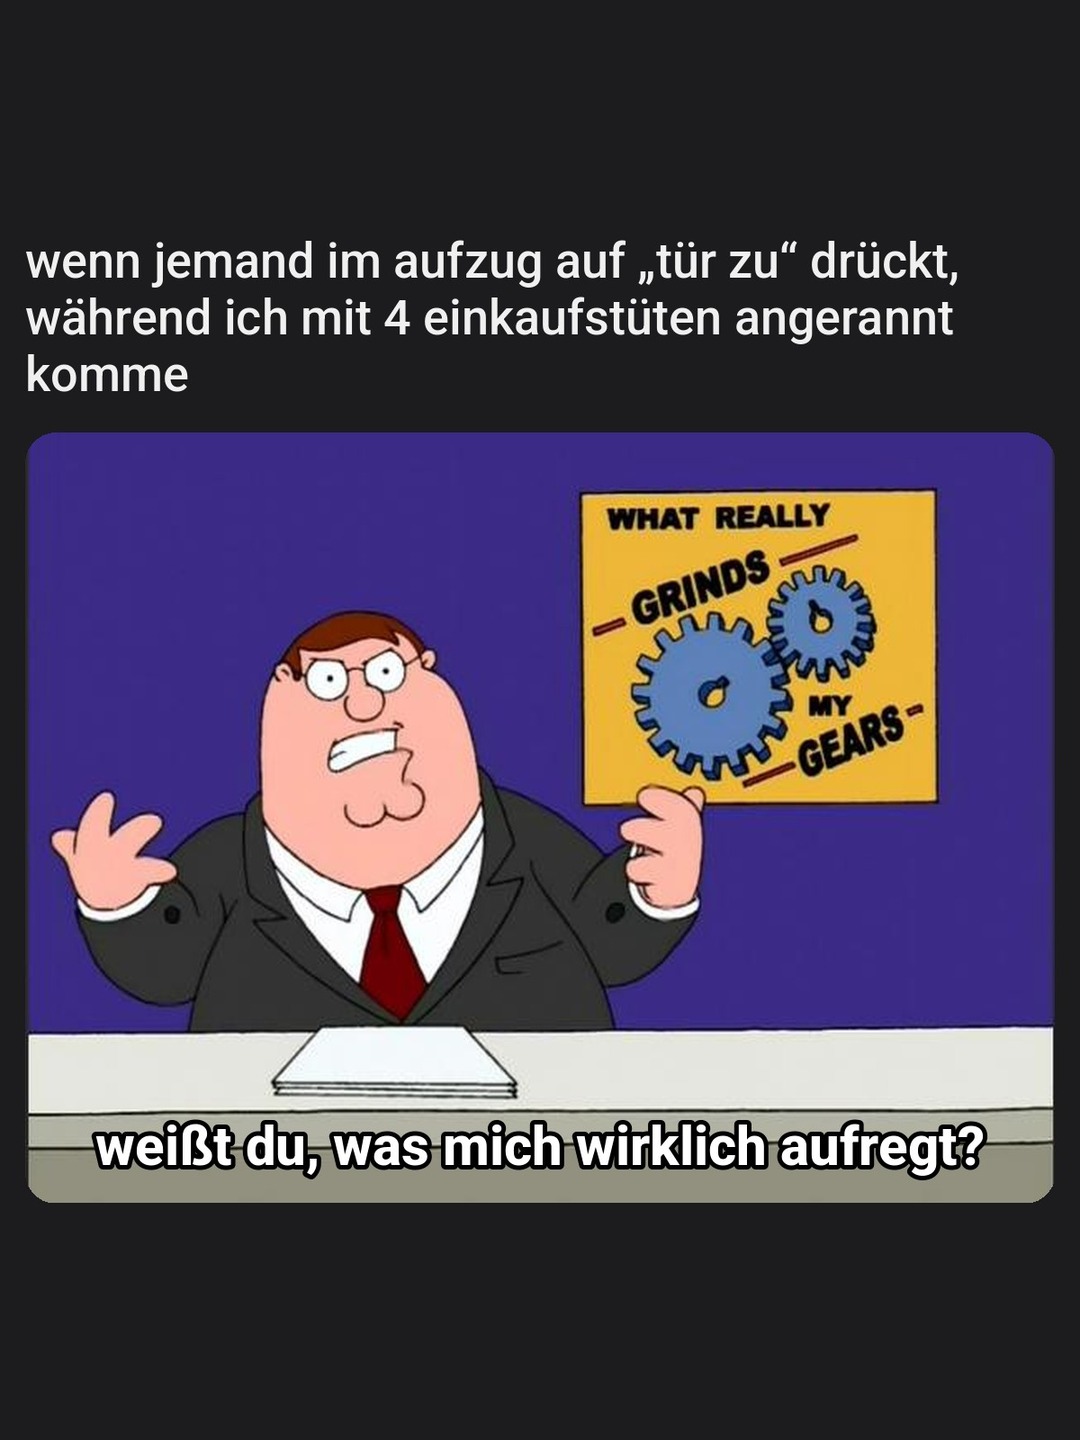 wenn jemand im aufzug auf „tür zu“ drückt,
während ich mit 4 einkaufstüten angerannt
komme
WHAT REALLY
GRINDS
MY
GEARS
weißt du, was mich wirklich aufregt?